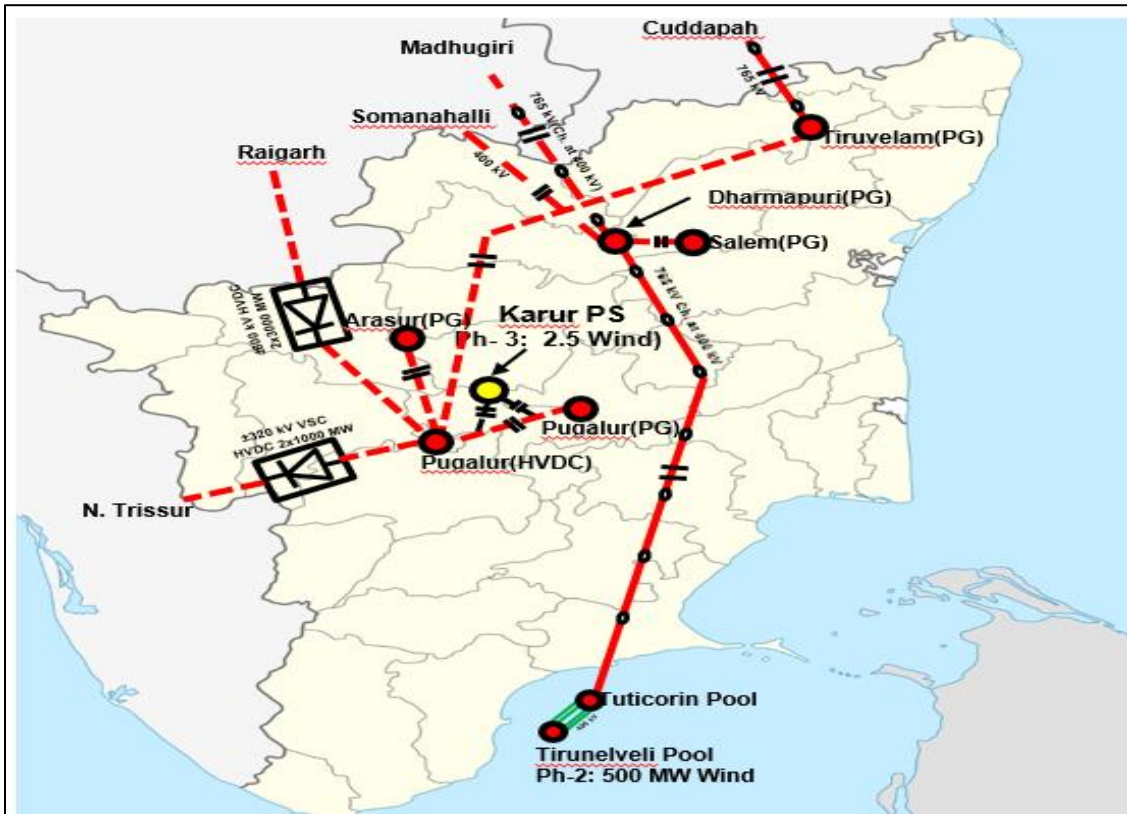 Cuddapah
Madhugiri
765 kV
765 kV(Ch. at 400 kV)
Somanahalli
400 kV
Tiruvelam(PG)
Raigarh
Dharmapuri(PG)
Salem(PG)
765 kV Ch. at 400 kV
±800 kV HVDC
2x3000 MW
Arasur(PG)
Karur PS
Ph- 3: 2.5 Wind)
Pugalur(PG)
±320 kV VSC
HVDC 2x1000 MW
Pugalur(HVDC)
N. Trissur
Tuticorin Pool
Tirunelveli Pool
Ph-2: 500 MW Wind